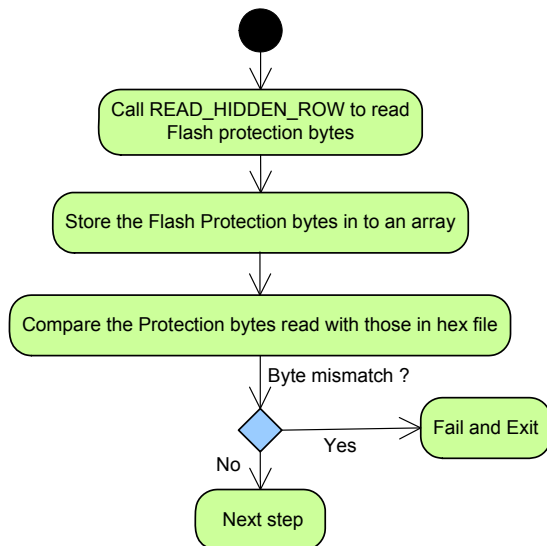 Call READ_HIDDEN_ROW to read
Flash protection bytes
Store the Flash Protection bytes in to an array
Compare the Protection bytes read with those in hex file
Byte mismatch ?
Fail and Exit
Yes
No
Next step